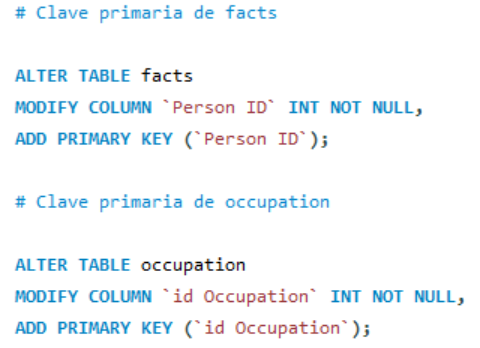 # Clave primaria de facts
ALTER TABLE facts
MODIFY COLUMN `Person ID` INT NOT NULL,
ADD PRIMARY KEY (`Person ID`);
# Clave primaria de occupation
ALTER TABLE occupation
MODIFY COLUMN `id Occupation` INT NOT NULL,
ADD PRIMARY KEY (`id Occupation`);